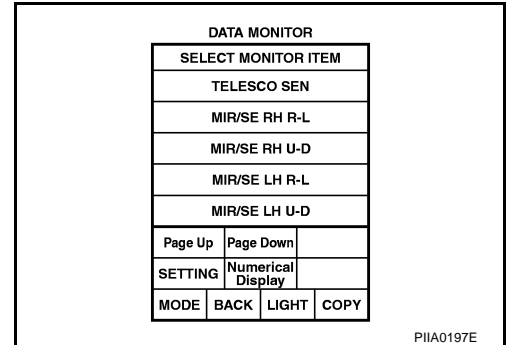 DATA MONITOR
SELECT MONITOR ITEM
TELESCO SEN
MIR/SE RH R-L
MIR/SE RH U-D
MIR/SE LH R-L
MIR/SE LH U-D
Page Up Page Down
SETTING Numerical Display
MODE BACK LIGHT COPY
PIIA0197E